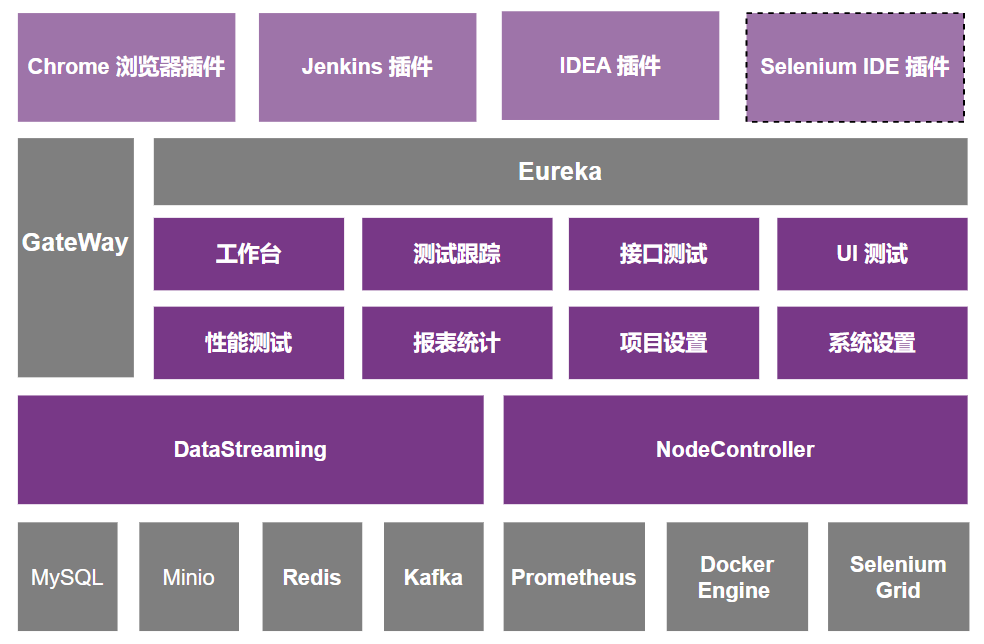 Chrome 浏览器插件
Jenkins 插件
IDEA 插件
Selenium IDE 插件
GateWay
Eureka
工作台
测试跟踪
接口测试
UI 测试
性能测试
报表统计
项目设置
系统设置
DataStreaming
NodeController
MySQL
Minio
Redis
Kafka
Prometheus
Docker
Engine
Selenium
Grid